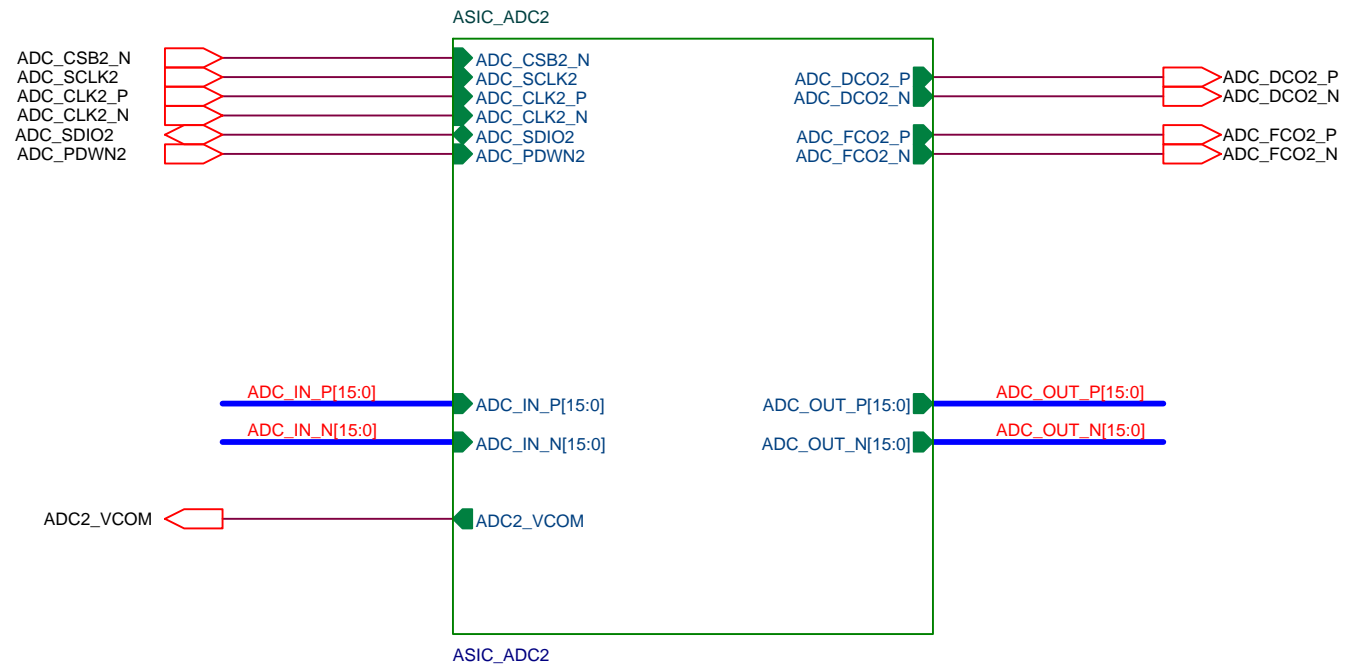 ASIC_ADC2
ADC_CSB2_N ADC_CSB2_N
ADC_SCLK2 ADC_SCLK2 ADC_DCO2_P ADC_DCO2_P
ADC_CLK2_P ADC_CLK2_P ADC_DCO2_N ADC_DCO2_N
ADC_CLK2_N ADC_CLK2_N
ADC_SDIO2 ADC_SDIO2 ADC_FCO2_P ADC_FCO2_P
ADC_PDWN2 ADC_PDWN2 ADC_FCO2_N ADC_FCO2_N
ADC_IN_P[15:0] ADC_IN_P[15:0] ADC_OUT_P[15:0] ADC_OUT_P[15:0]
ADC_IN_N[15:0] ADC_IN_N[15:0] ADC_OUT_N[15:0] ADC_OUT_N[15:0]
ADC2_VCOM ADC2_VCOM
ASIC_ADC2